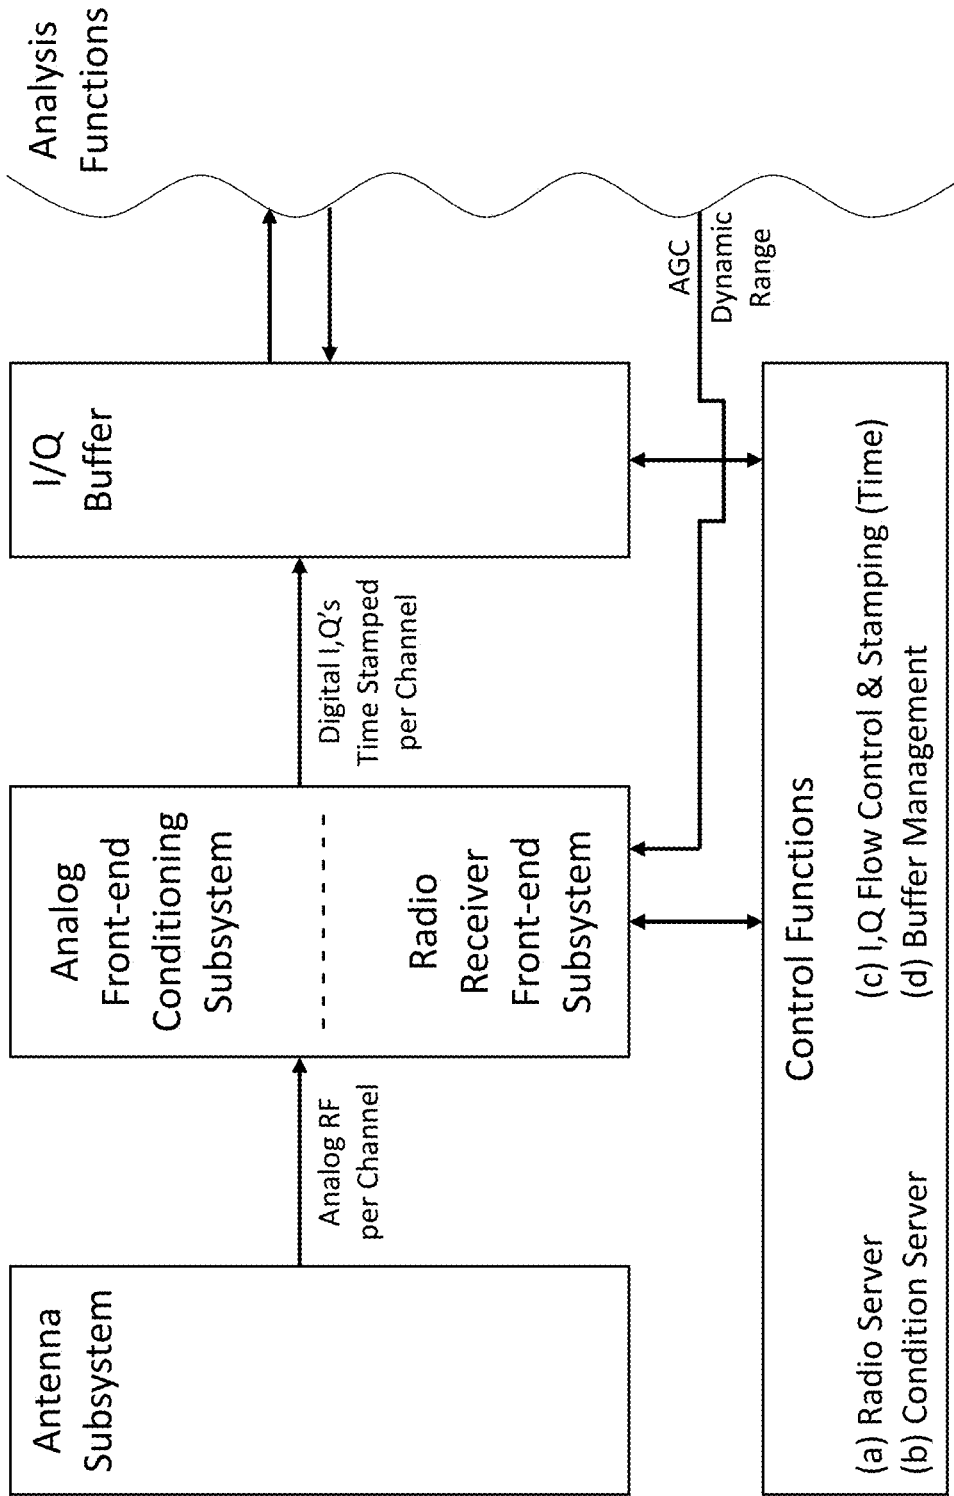 Antenna
Subsystem
Analog RF
per Channel
Analog
Front-end
Conditioning
Subsystem
Radio
Receiver
Front-end
Subsystem
Digital I,Q's
Time Stamped
per Channel
I/Q
Buffer
Analysis
Functions
AGC
Dynamic
Range
Control Functions
(a) Radio Server
(b) Condition Server
(c) I,Q Flow Control & Stamping (Time)
(d) Buffer Management